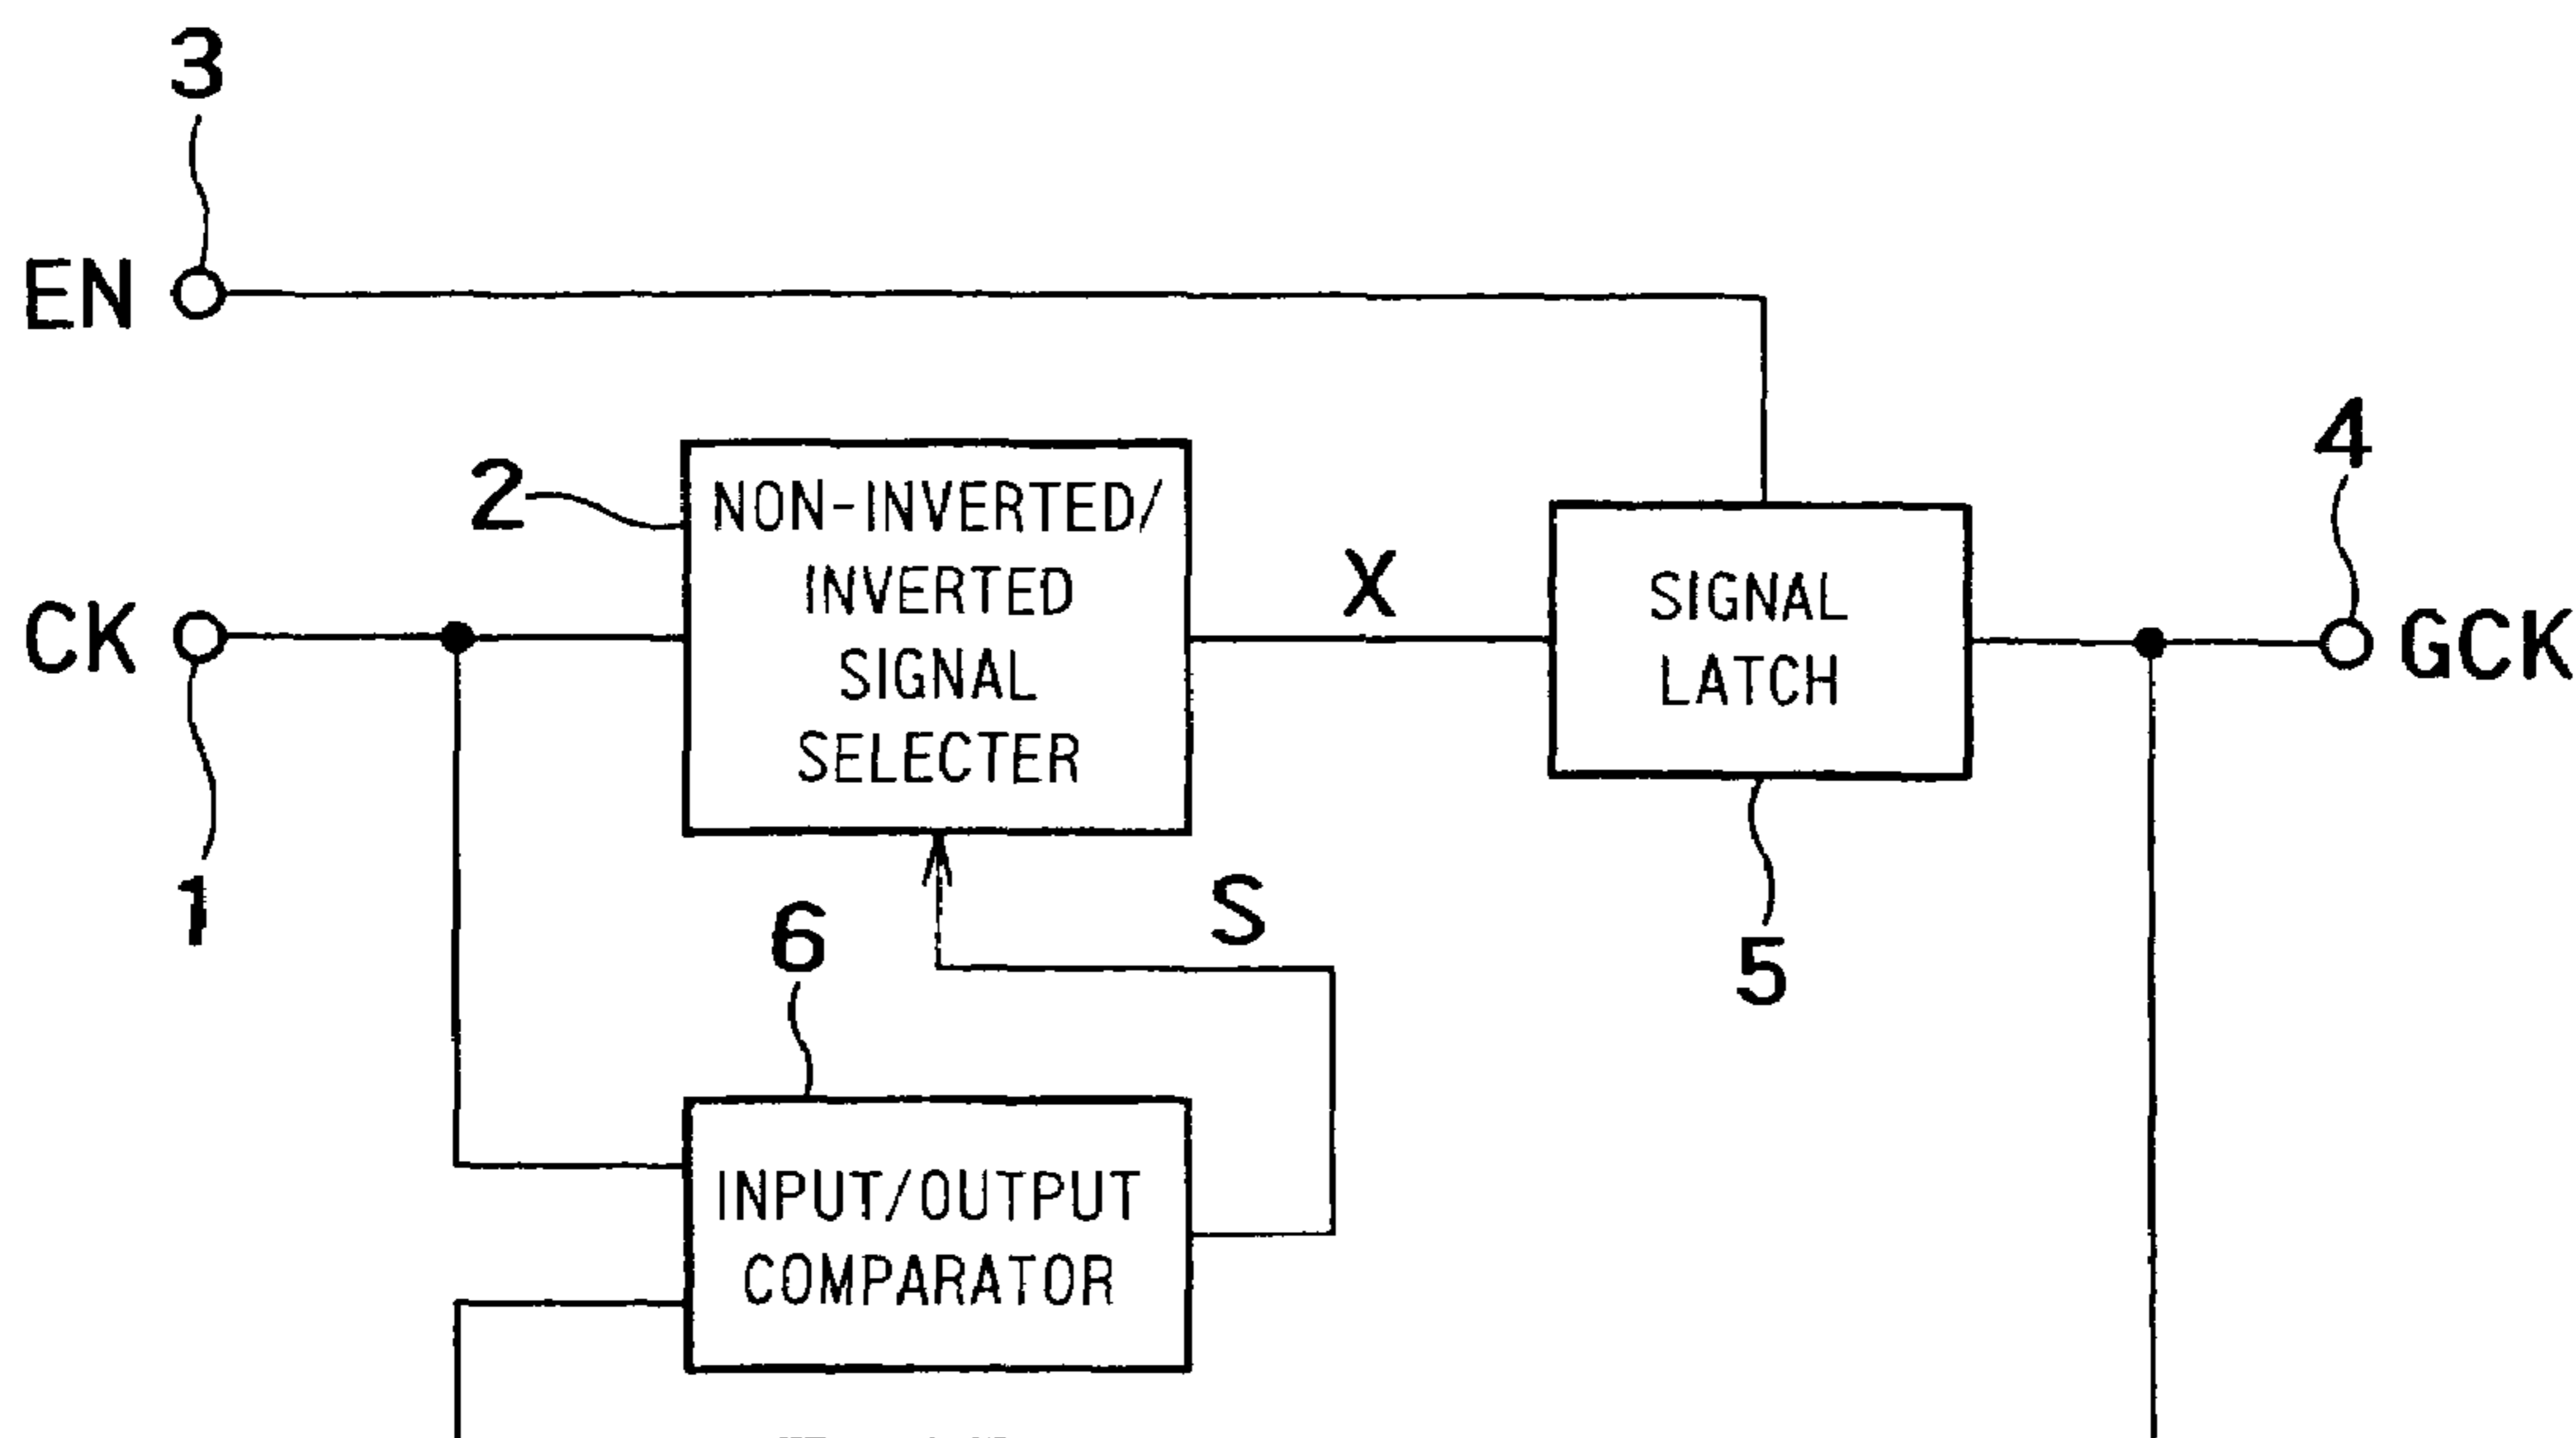 3
EN
4
2
NON-INVERTED/
INVERTED
SIGNAL
SELECTER
X
SIGNAL
LATCH
CK
GCK
1
6
S
5
INPUT/OUTPUT
COMPARATOR